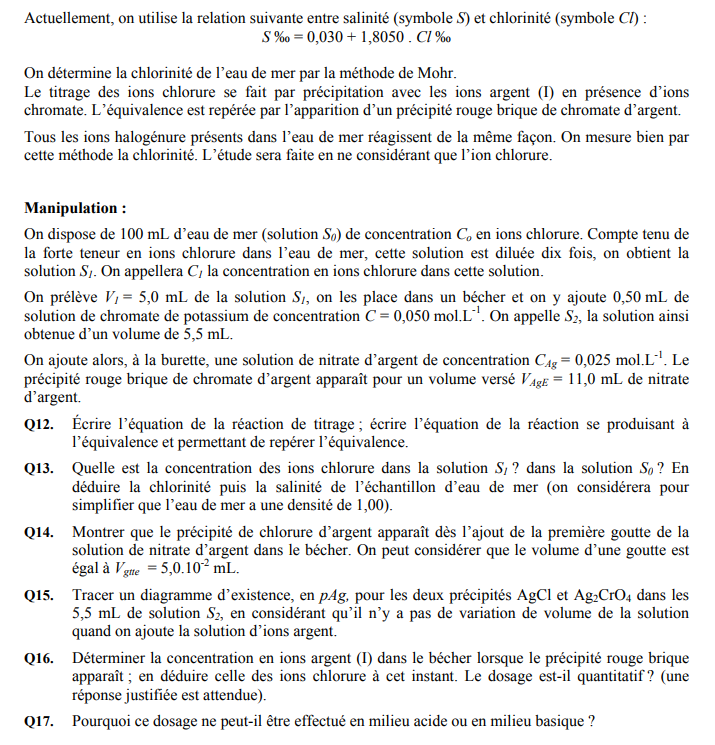 Actuellement, on utilise la relation suivante entre salinité (symbole S) et chlorinité (symbole Cl) :
S ‰ = 0,030 + 1,8050 . Cl ‰
On détermine la chlorinité de l'eau de mer par la méthode de Mohr.
Le titrage des ions chlorure se fait par précipitation avec les ions argent (I) en présence d'ions
chromate. L'équivalence est repérée par l'apparition d'un précipité rouge brique de chromate d'argent.
Tous les ions halogénure présents dans l'eau de mer réagissent de la même façon. On mesure bien par
cette méthode la chlorinité. L'étude sera faite en ne considérant que l'ion chlorure.
Manipulation :
On dispose de 100 mL d'eau de mer (solution S₀) de concentration Cₒ en ions chlorure. Compte tenu de
la forte teneur en ions chlorure dans l'eau de mer, cette solution est diluée dix fois, on obtient la
solution S₁. On appellera C₁ la concentration en ions chlorure dans cette solution.
On prélève V₁ = 5,0 mL de la solution S₁, on les place dans un bécher et on y ajoute 0,50 mL de
solution de chromate de potassium de concentration C = 0,050 mol.L⁻¹. On appelle S₂, la solution ainsi
obtenue d'un volume de 5,5 mL.
On ajoute alors, à la burette, une solution de nitrate d'argent de concentration C_Ag = 0,025 mol.L⁻¹. Le
précipité rouge brique de chromate d'argent apparaît pour un volume versé V_AgE = 11,0 mL de nitrate
d'argent.
Q12. Écrire l'équation de la réaction de titrage ; écrire l'équation de la réaction se produisant à
l'équivalence et permettant de repérer l'équivalence.
Q13. Quelle est la concentration des ions chlorure dans la solution S₁ ? dans la solution S₀ ? En
déduire la chlorinité puis la salinité de l'échantillon d'eau de mer (on considérera pour
simplifier que l'eau de mer a une densité de 1,00).
Q14. Montrer que le précipité de chlorure d'argent apparaît dès l'ajout de la première goutte de la
solution de nitrate d'argent dans le bécher. On peut considérer que le volume d'une goutte est
égal à V_gtte = 5,0.10⁻² mL.
Q15. Tracer un diagramme d'existence, en pAg, pour les deux précipités AgCl et Ag₂CrO₄ dans les
5,5 mL de solution S₂, en considérant qu'il n'y a pas de variation de volume de la solution
quand on ajoute la solution d'ions argent.
Q16. Déterminer la concentration en ions argent (I) dans le bécher lorsque le précipité rouge brique
apparaît ; en déduire celle des ions chlorure à cet instant. Le dosage est-il quantitatif ? (une
réponse justifiée est attendue).
Q17. Pourquoi ce dosage ne peut-il être effectué en milieu acide ou en milieu basique ?